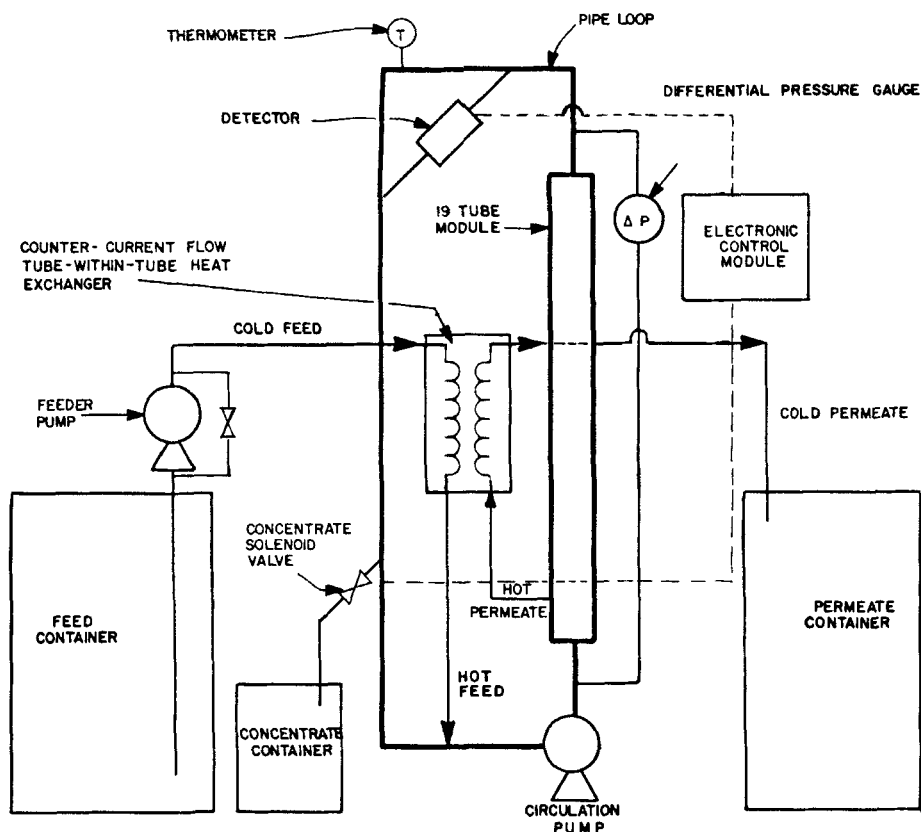 THERMOMETER
T
PIPE LOOP
DIFFERENTIAL PRESSURE GAUGE
DETECTOR
19 TUBE
MODULE
Δ P
ELECTRONIC
CONTROL
MODULE
COUNTER-CURRENT FLOW
TUBE-WITHIN-TUBE HEAT
EXCHANGER
COLD FEED
FEEDER
PUMP
COLD PERMEATE
CONCENTRATE
SOLENOID
VALVE
HOT
PERMEATE
FEED
CONTAINER
PERMEATE
CONTAINER
HOT
FEED
CONCENTRATE
CONTAINER
CIRCULATION
PUMP